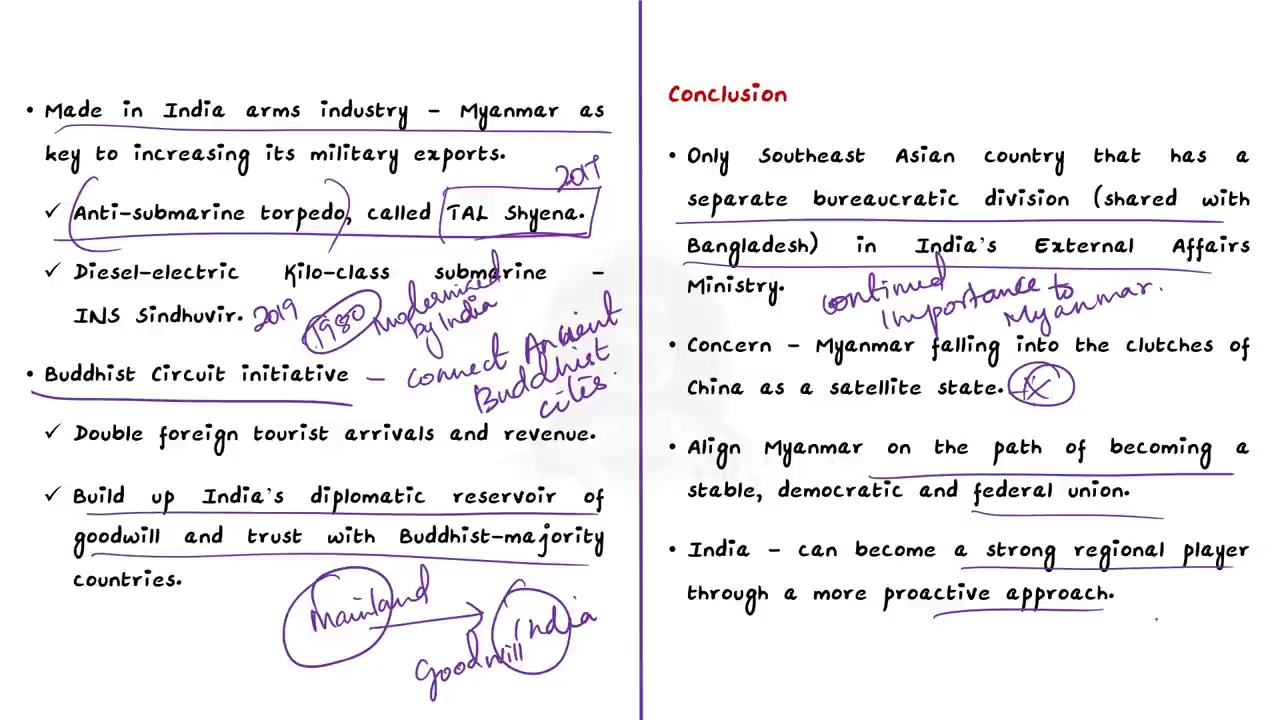 • Made in India arms industry – Myanmar as
key to increasing its military exports.
2017
✓ Anti-submarine torpedo, called TAL Shyena.
✓ Diesel-electric Kilo-class submarine –
INS Sindhuvir. 2019 1980 modernized
by India
• Buddhist Circuit initiative – connect Ancient
Buddhist
cities.
✓ Double foreign tourist arrivals and revenue.
✓ Build up India's diplomatic reservoir of
goodwill and trust with Buddhist-majority
countries.
Mainland India
Goodwill
Conclusion
• Only Southeast Asian country that has a
separate bureaucratic division (shared with
Bangladesh) in India's External Affairs
Ministry. continued
importance to
Myanmar.
• Concern – Myanmar falling into the clutches of
China as a satellite state.
• Align Myanmar on the path of becoming a
stable, democratic and federal union.
• India – can become a strong regional player
through a more proactive approach.